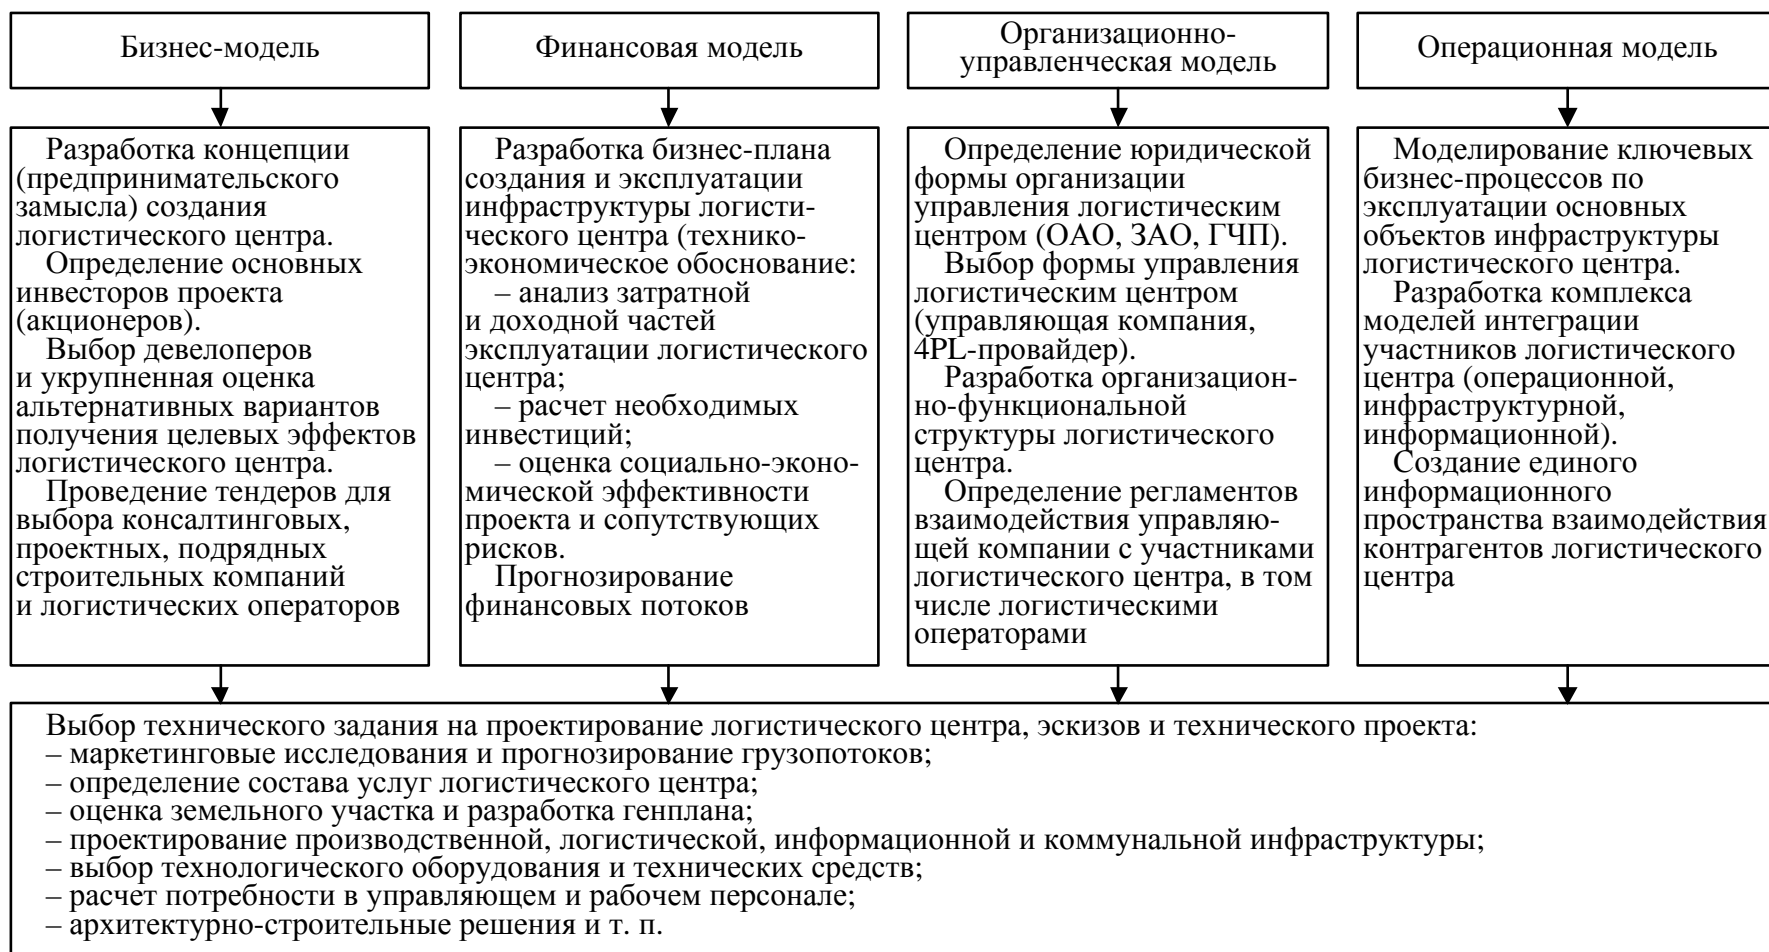 Бизнес-модель
Финансовая модель
Организационно-
управленческая модель
Операционная модель
Разработка концепции
(предпринимательского
замысла) создания
логистического центра.
Определение основных
инвесторов проекта
(акционеров).
Выбор девелоперов
и укрупненная оценка
альтернативных вариантов
получения целевых эффектов
логистического центра.
Проведение тендеров для
выбора консалтинговых,
проектных, подрядных
строительных компаний
и логистических операторов
Разработка бизнес-плана
создания и эксплуатации
инфраструктуры логисти-
ческого центра (технико-
экономическое обоснование:
– анализ затратной
и доходной частей
эксплуатации логистического
центра;
– расчет необходимых
инвестиций;
– оценка социально-эконо-
мической эффективности
проекта и сопутствующих
рисков.
Прогнозирование
финансовых потоков
Определение юридической
формы организации
управления логистическим
центром (ОАО, ЗАО, ГЧП).
Выбор формы управления
логистическим центром
(управляющая компания,
4PL-провайдер).
Разработка организацион-
но-функциональной
структуры логистического
центра.
Определение регламентов
взаимодействия управляю-
щей компании с участниками
логистического центра, в том
числе логистическими
операторами
Моделирование ключевых
бизнес-процессов по
эксплуатации основных
объектов инфраструктуры
логистического центра.
Разработка комплекса
моделей интеграции
участников логистического
центра (операционной,
инфраструктурной,
информационной).
Создание единого
информационного
пространства взаимодействия
контрагентов логистического
центра
Выбор технического задания на проектирование логистического центра, эскизов и технического проекта:
– маркетинговые исследования и прогнозирование грузопотоков;
– определение состава услуг логистического центра;
– оценка земельного участка и разработка генплана;
– проектирование производственной, логистической, информационной и коммунальной инфраструктуры;
– выбор технологического оборудования и технических средств;
– расчет потребности в управляющем и рабочем персонале;
– архитектурно-строительные решения и т. п.